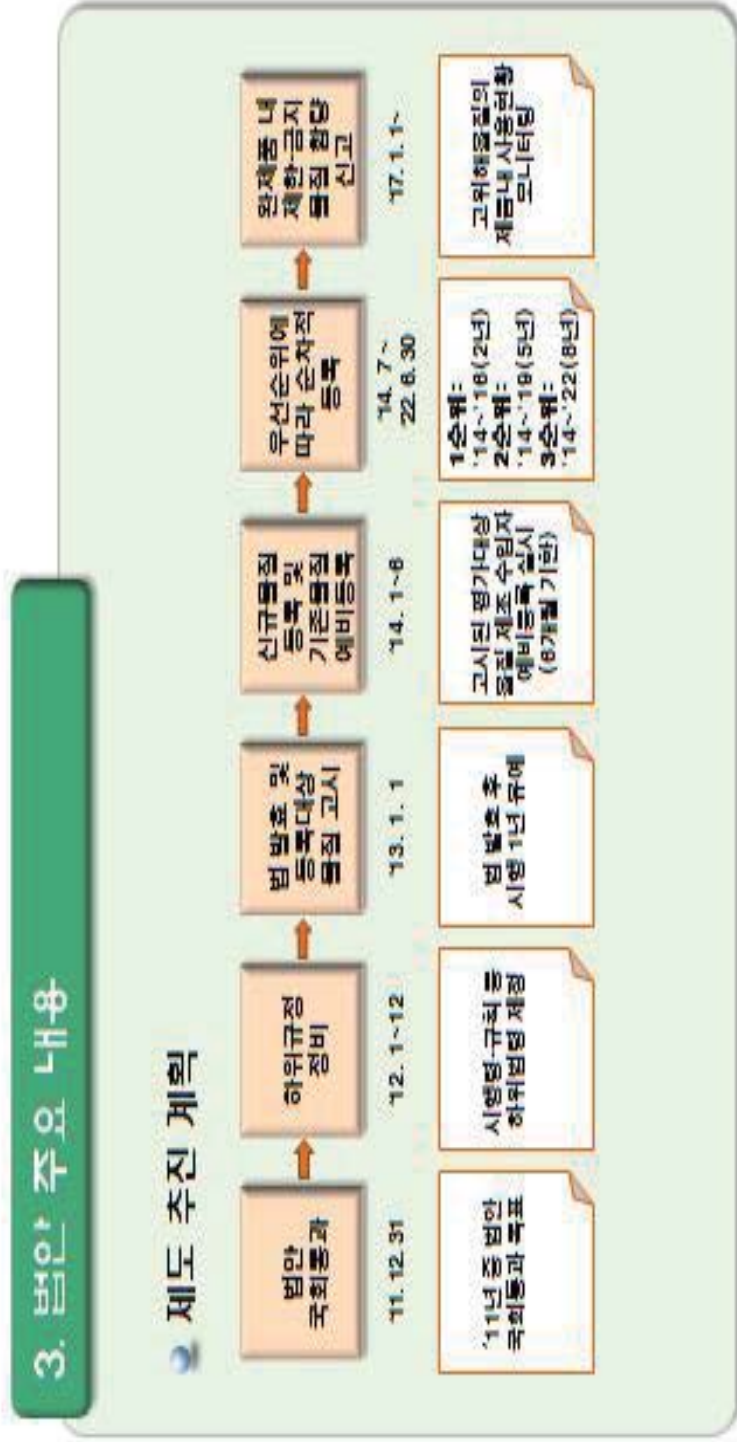 3. 법안 주요 내용
제도 추진 계획
법안
국회통과
'11. 12. 31
'11년 중 법안
국회통과 목표
하위규정
정비
'12. 1~12
시행령·규칙 등
하위법령 제정
법 발효 및
등록대상
물질 고시
'13. 1. 1
법 발효 후
시행 1년 유예
신규물질
등록 및
기존물질
예비등록
'14. 1~6
고시된 평가대상
물질 제조·수입자
예비등록 실시
(6개월 기한)
우선순위에
따라 순차적
등록
'14. 7~
'22. 6. 30
1순위:
'14~'16(2년)
2순위:
'14~'19(5년)
3순위:
'14~'22(8년)
완제품 내
제한·금지
물질 함량
신고
'17. 1. 1~
고위해물질의
제품내 사용현황
모니터링